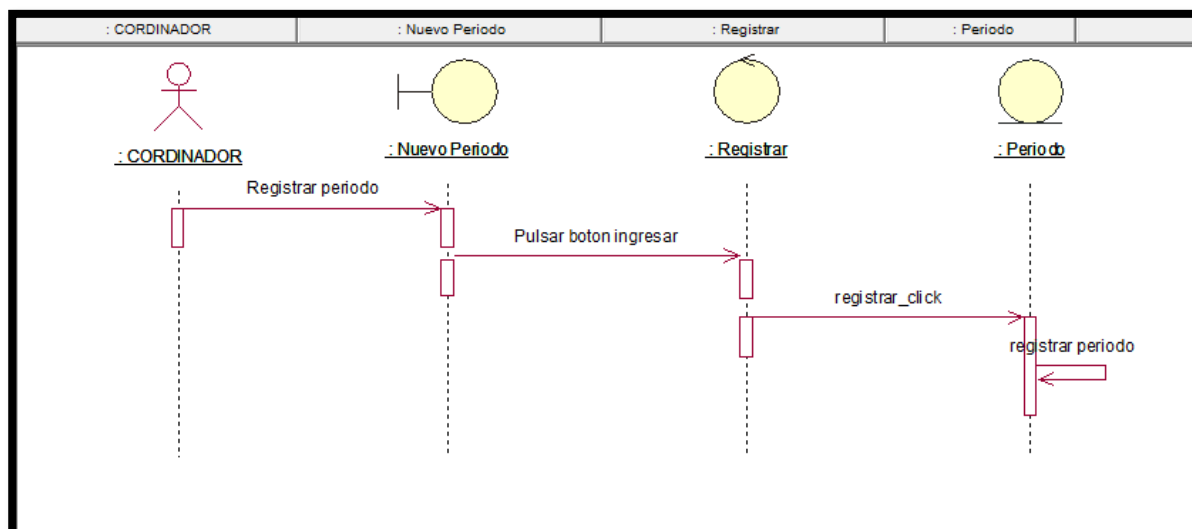 : CORDINADOR
: Nuevo Periodo
: Registrar
: Periodo
: CORDINADOR
: Nuevo Periodo
: Registrar
: Periodo
Registrar periodo
Pulsar boton ingresar
registrar_click
registrar periodo